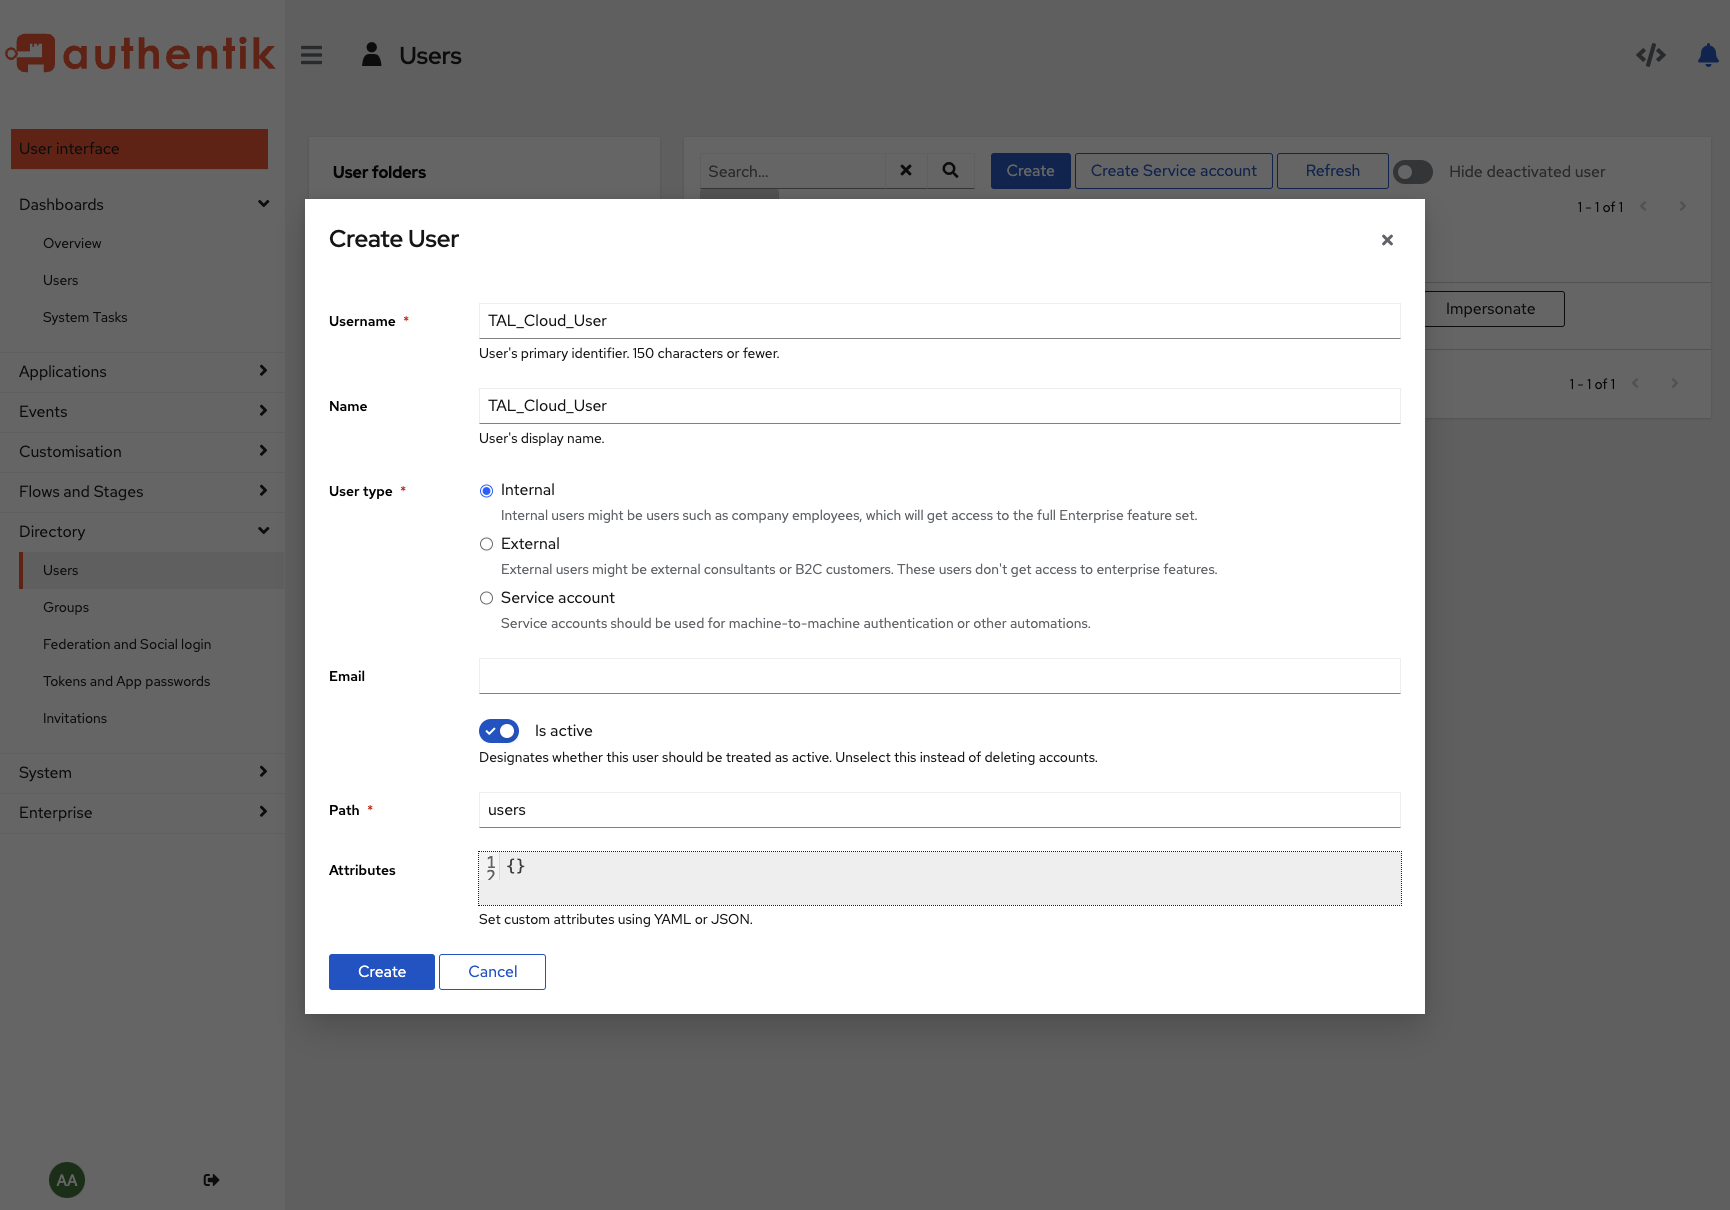 authentik
Users
User interface
Dashboards
Overview
Users
System Tasks
Applications
Events
Customisation
Flows and Stages
Directory
Users
Groups
Federation and Social login
Tokens and App passwords
Invitations
System
Enterprise
AA
User folders
Search...
Create
Create Service account
Refresh
Hide deactivated user
1 - 1 of 1
Impersonate
1 - 1 of 1
Create User
Username *
TAL_Cloud_User
User's primary identifier. 150 characters or fewer.
Name
TAL_Cloud_User
User's display name.
User type *
Internal
Internal users might be users such as company employees, which will get access to the full Enterprise feature set.
External
External users might be external consultants or B2C customers. These users don't get access to enterprise features.
Service account
Service accounts should be used for machine-to-machine authentication or other automations.
Email
Is active
Designates whether this user should be treated as active. Unselect this instead of deleting accounts.
Path *
users
Attributes
1 {}
2
Set custom attributes using YAML or JSON.
Create
Cancel